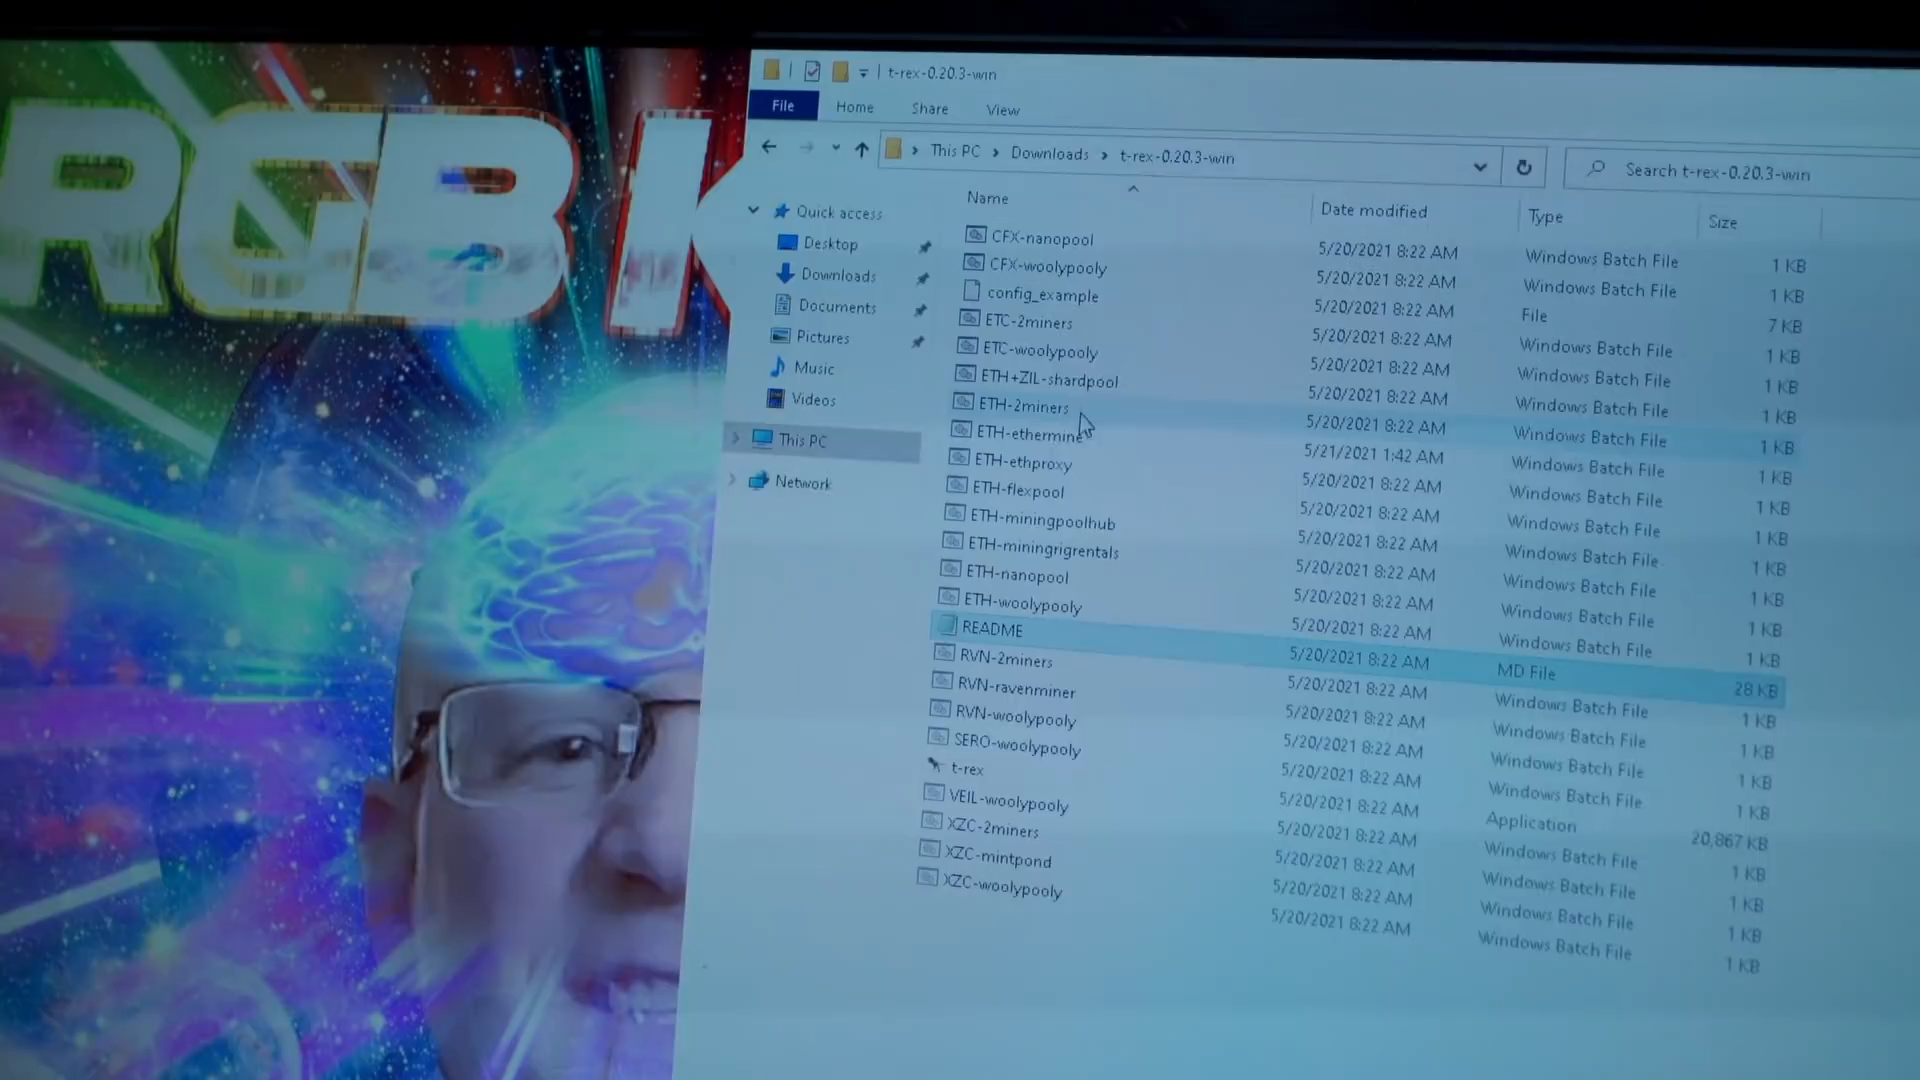 RGB K
t-rex-0.20.3-win
File Home Share View
This PC > Downloads > t-rex-0.20.3-win
Search t-rex-0.20.3-win
Quick access
Desktop
Downloads
Documents
Pictures
Music
Videos
This PC
Network
Name Date modified Type Size
CFX-nanopool 5/20/2021 8:22 AM Windows Batch File 1 KB
CFX-woolypooly 5/20/2021 8:22 AM Windows Batch File 1 KB
config_example 5/20/2021 8:22 AM File 7 KB
ETC-2miners 5/20/2021 8:22 AM Windows Batch File 1 KB
ETC-woolypooly 5/20/2021 8:22 AM Windows Batch File 1 KB
ETH+ZIL-shardpool 5/20/2021 8:22 AM Windows Batch File 1 KB
ETH-2miners 5/20/2021 8:22 AM Windows Batch File 1 KB
ETH-ethermine 5/21/2021 1:42 AM Windows Batch File 1 KB
ETH-ethproxy 5/20/2021 8:22 AM Windows Batch File 1 KB
ETH-flexpool 5/20/2021 8:22 AM Windows Batch File 1 KB
ETH-miningpoolhub 5/20/2021 8:22 AM Windows Batch File 1 KB
ETH-miningrigrentals 5/20/2021 8:22 AM Windows Batch File 1 KB
ETH-nanopool 5/20/2021 8:22 AM Windows Batch File 1 KB
ETH-woolypooly 5/20/2021 8:22 AM Windows Batch File 1 KB
README 5/20/2021 8:22 AM MD File 28 KB
RVN-2miners 5/20/2021 8:22 AM Windows Batch File 1 KB
RVN-ravenminer 5/20/2021 8:22 AM Windows Batch File 1 KB
RVN-woolypooly 5/20/2021 8:22 AM Windows Batch File 1 KB
SERO-woolypooly 5/20/2021 8:22 AM Windows Batch File 1 KB
t-rex 5/20/2021 8:22 AM Application 20,867 KB
VEIL-woolypooly 5/20/2021 8:22 AM Windows Batch File 1 KB
XZC-2miners 5/20/2021 8:22 AM Windows Batch File 1 KB
XZC-mintpond 5/20/2021 8:22 AM Windows Batch File 1 KB
XZC-woolypooly 5/20/2021 8:22 AM Windows Batch File 1 KB